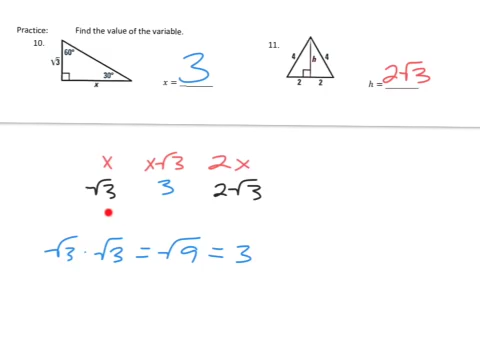 Practice: Find the value of the variable.
10. 60° √3 30° x x = 3
11. 4 h 4 2 2 h = 2√3
x x√3 2x
√3 3 2√3
√3 · √3 = √9 = 3